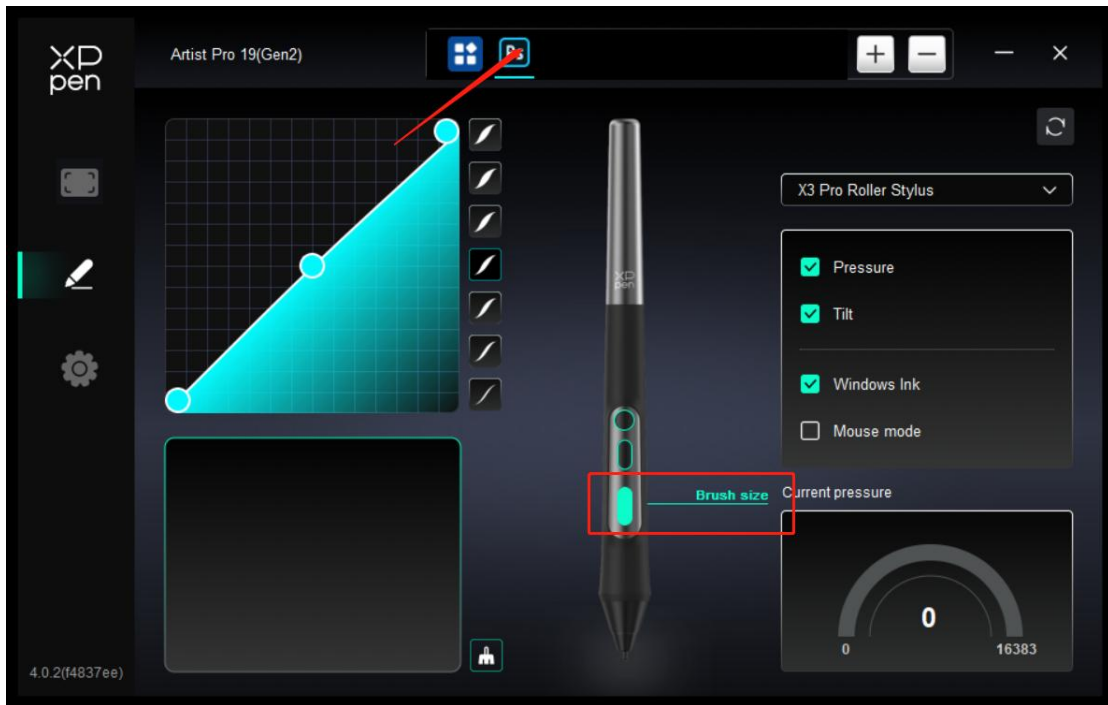 XP
pen
Artist Pro 19(Gen2)
Ps
X3 Pro Roller Stylus
XP
pen
Pressure
Tilt
Windows Ink
Mouse mode
Brush size
Current pressure
0
0
16383
4.0.2(f4837ee)